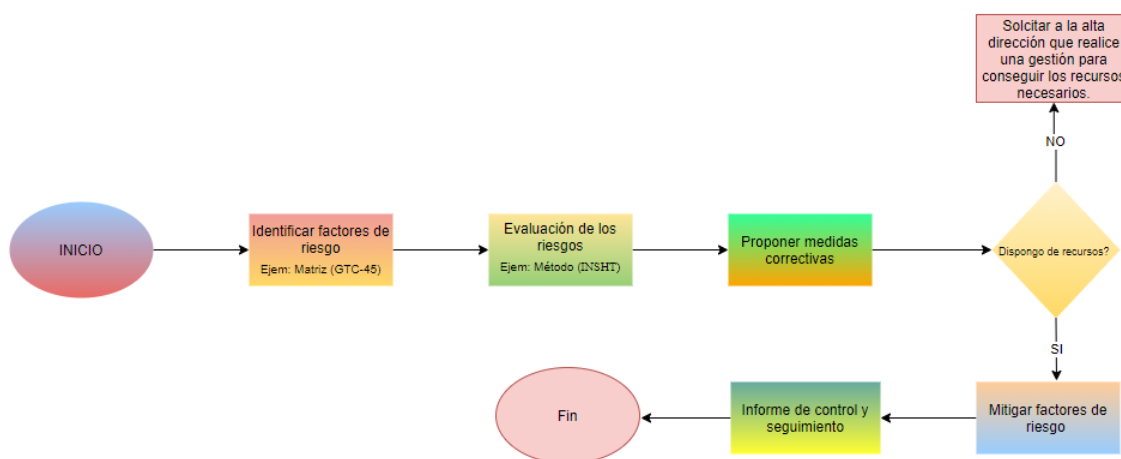 Solcitar a la alta
dirección que realice
una gestión para
conseguir los recursos
necesarios.
NO
INICIO
Identificar factores de
riesgo
Ejem: Matriz (GTC-45)
Evaluación de los
riesgos
Ejem: Método (INSHT)
Proponer medidas
correctivas
Dispongo de recursos?
SI
Mitigar factores de
riesgo
Informe de control y
seguimiento
Fin